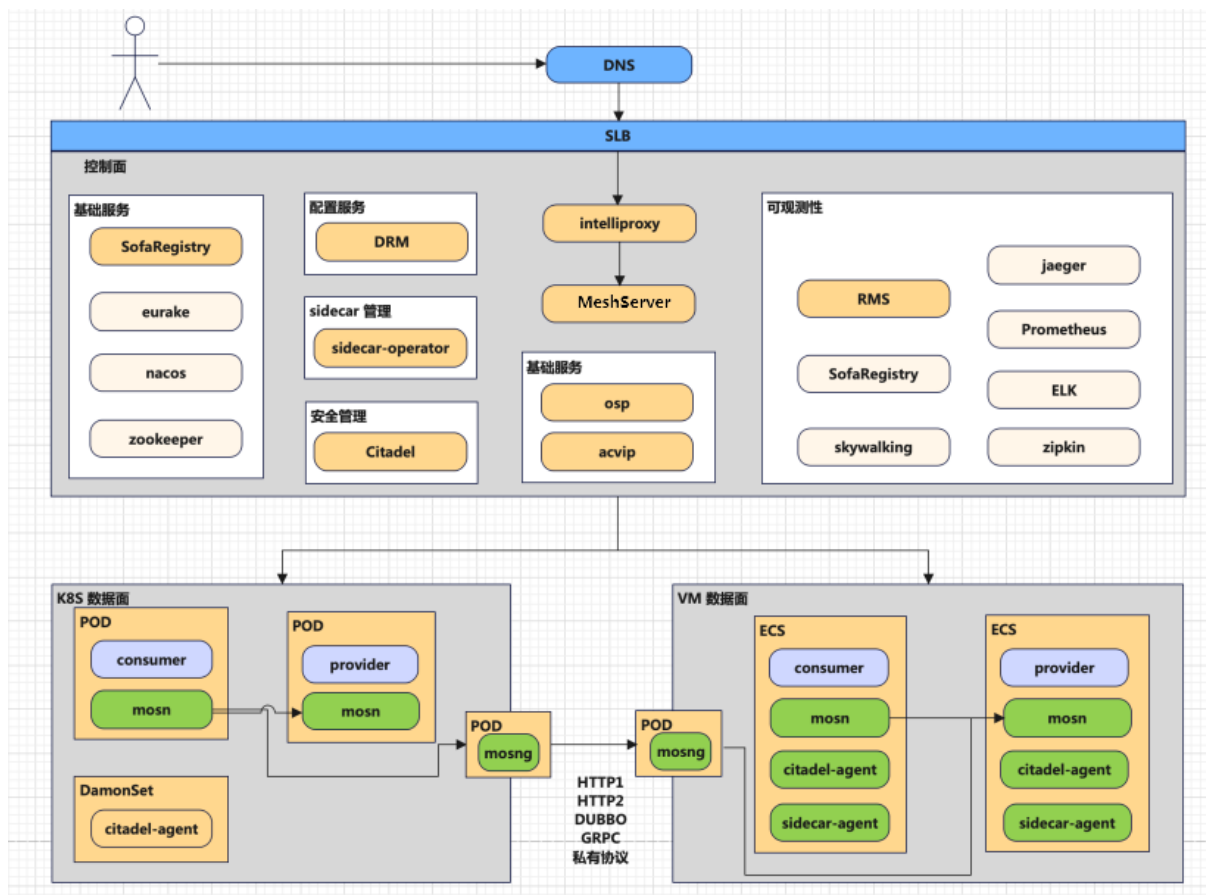 DNS
SLB
控制面
基础服务
SofaRegistry
eurake
nacos
zookeeper
配置服务
DRM
sidecar 管理
sidecar-operator
安全管理
Citadel
intelliproxy
MeshServer
基础服务
osp
acvip
可观测性
RMS
SofaRegistry
skywalking
jaeger
Prometheus
ELK
zipkin
K8S 数据面
POD
consumer
mosn
POD
provider
mosn
DamonSet
citadel-agent
POD
mosng
HTTP1
HTTP2
DUBBO
GRPC
私有协议
POD
mosng
VM 数据面
ECS
consumer
mosn
citadel-agent
sidecar-agent
ECS
provider
mosn
citadel-agent
sidecar-agent